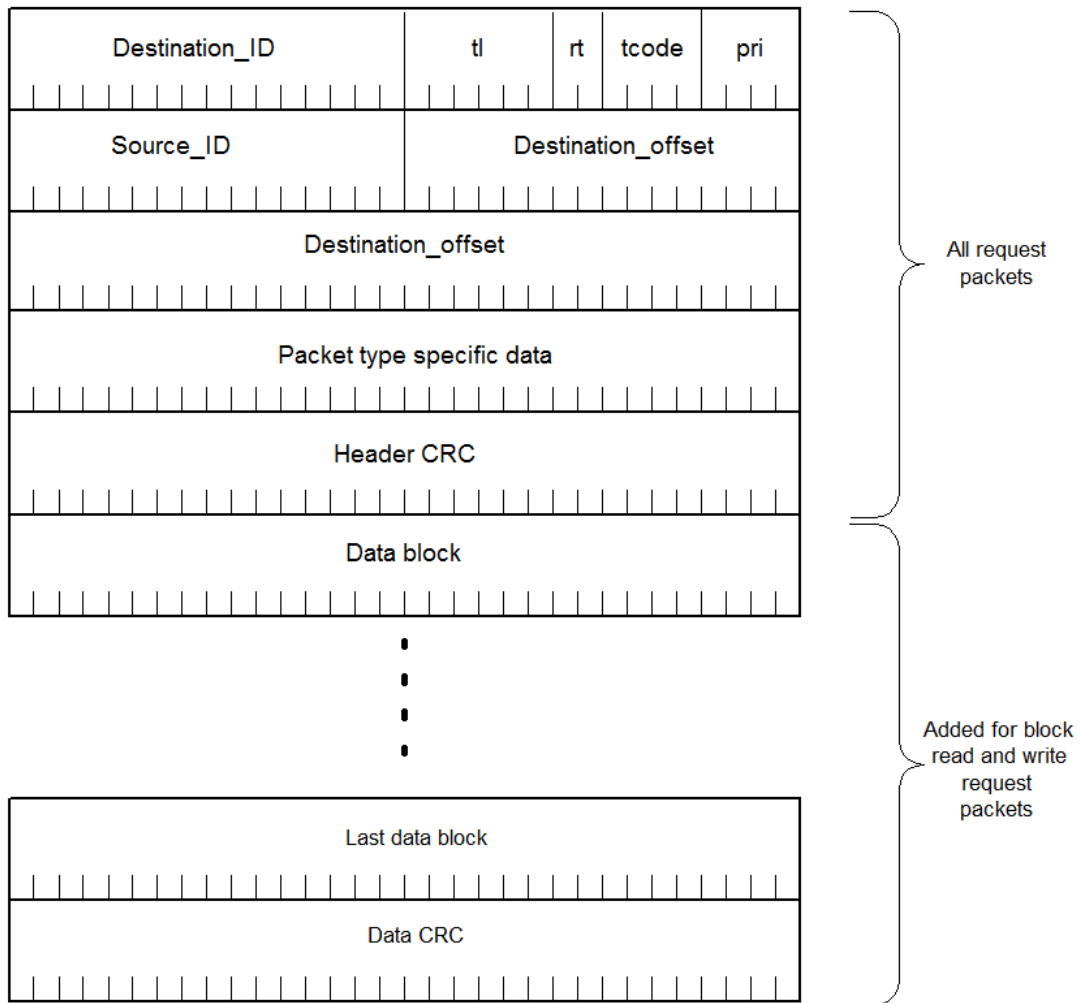 Destination_ID tl rt tcode pri
Source_ID Destination_offset
Destination_offset
Packet type specific data
Header CRC
Data block
Last data block
Data CRC
All request
packets
Added for block
read and write
request
packets